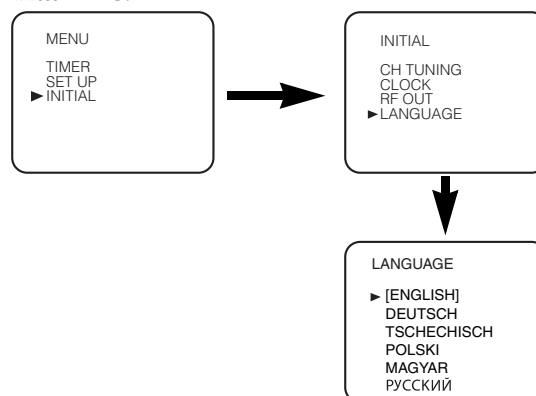 MENU
TIMER
SET UP
►INITIAL
INITIAL
CH TUNING
CLOCK
RF OUT
►LANGUAGE
LANGUAGE
► [ENGLISH]
DEUTSCH
TSCHECHISCH
POLSKI
MAGYAR
РУССКИЙ